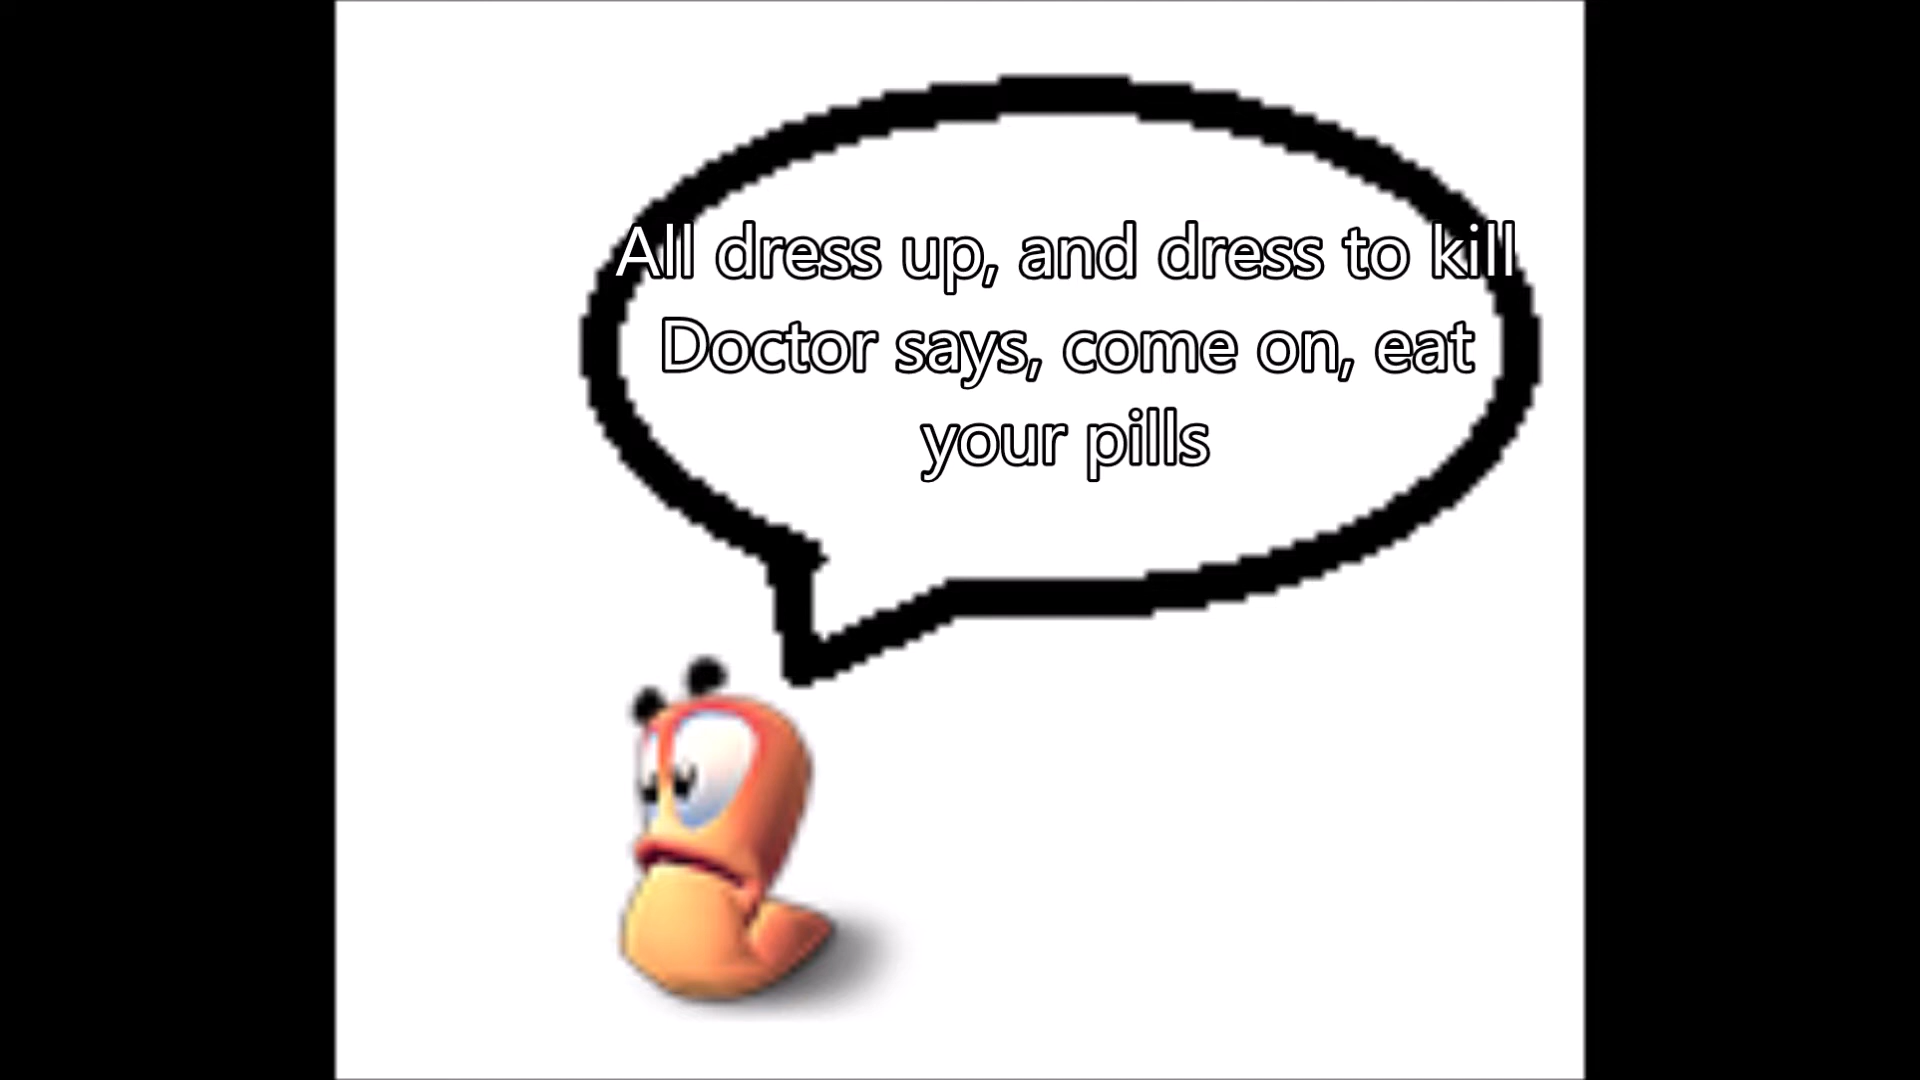 All dress up, and dress to kill
Doctor says, come on, eat
your pills